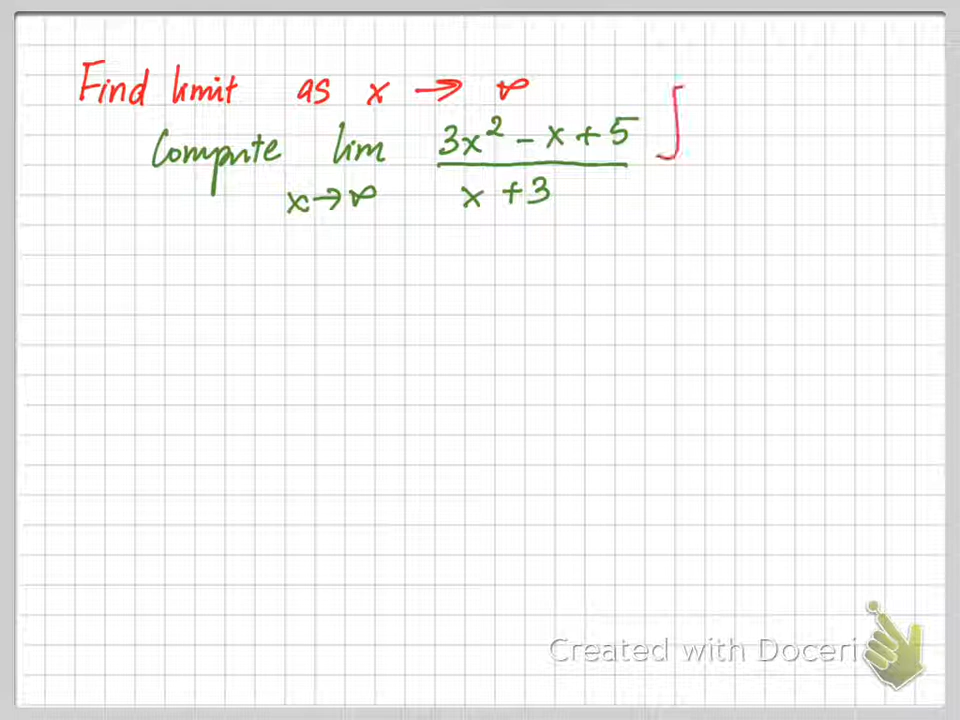 Find limit as x → ∞
Compute lim x→∞ (3x² - x + 5)/(x + 3)
Created with Doceri